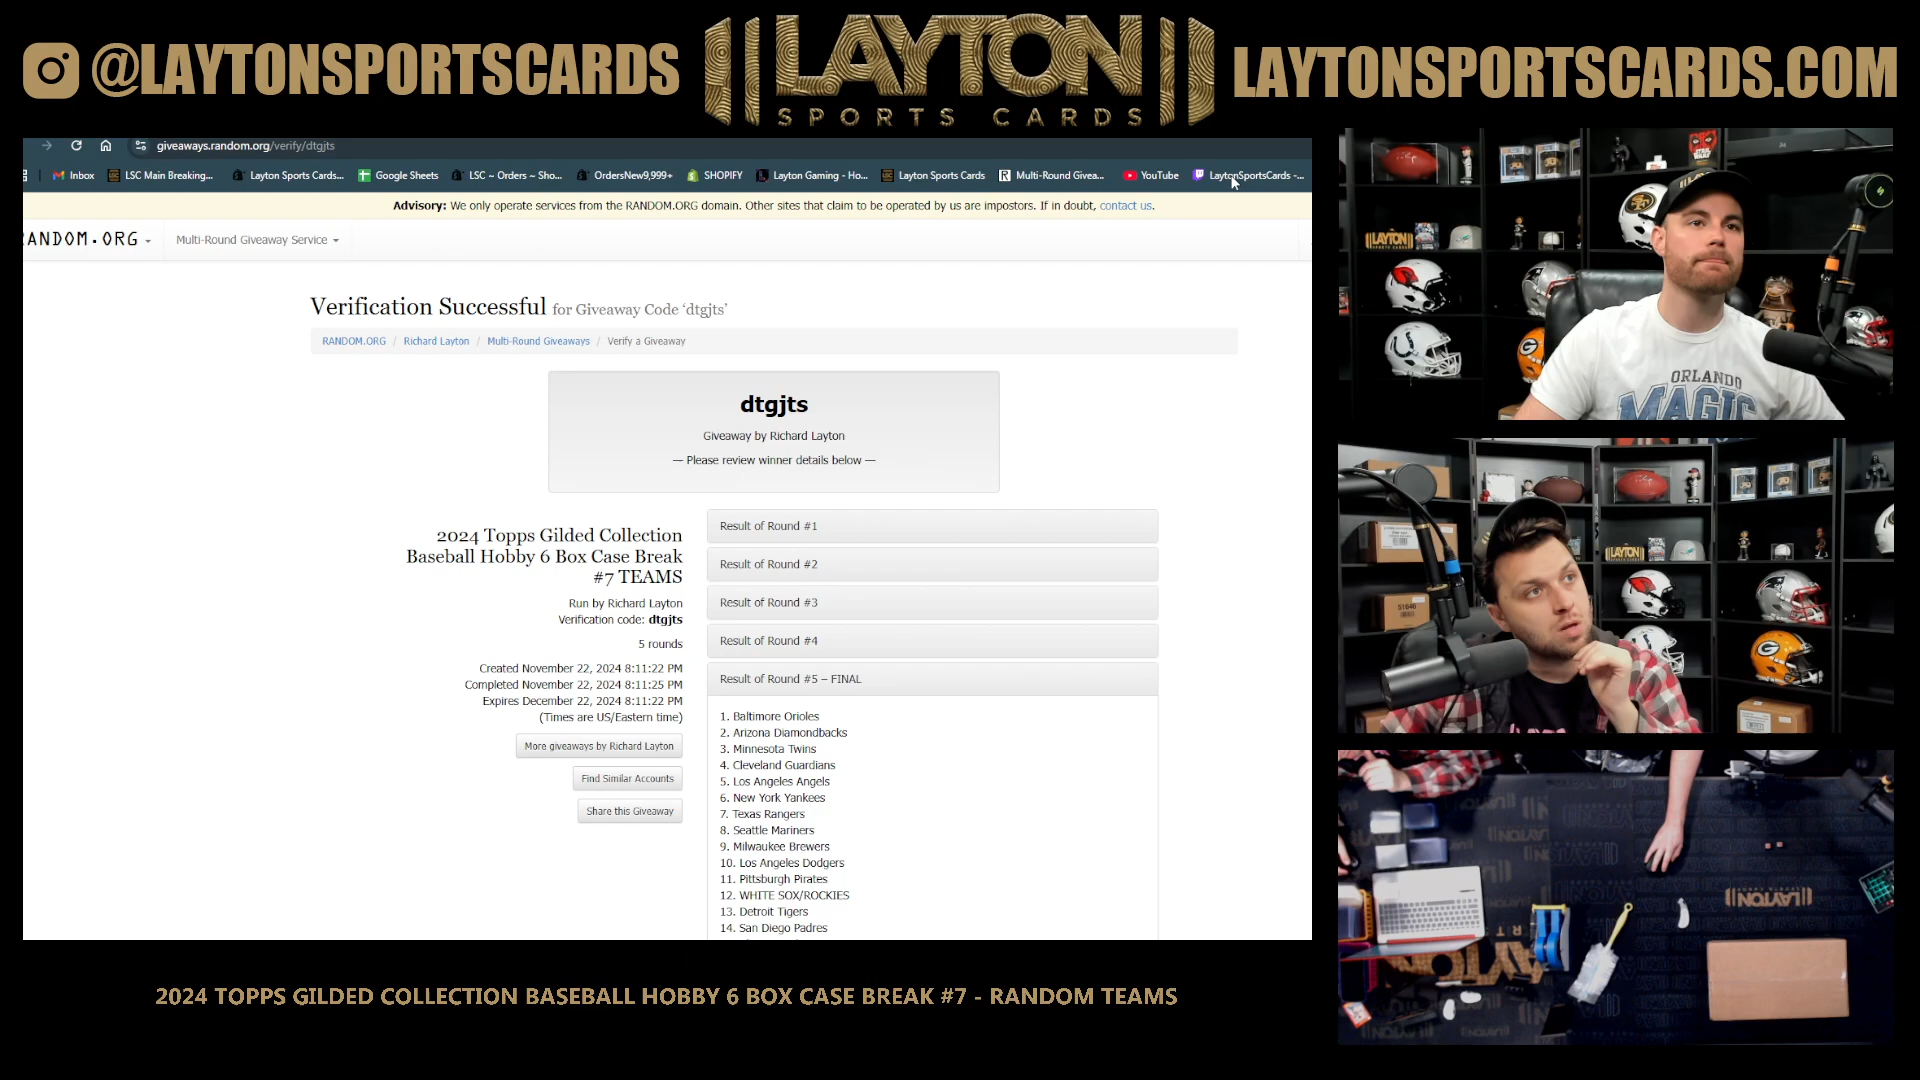 @LAYTONSPORTSCARDS
LAYTON
SPORTS CARDS
LAYTONSPORTSCARDS.COM
giveaways.random.org/verify/dtgjts
Inbox LSC Main Breaking... Layton Sports Cards... Google Sheets LSC ~ Orders ~ Sho... OrdersNew9,999+ SHOPIFY Layton Gaming - Ho... Layton Sports Cards Multi-Round Givea... YouTube LaytonSportsCards -...
Advisory: We only operate services from the RANDOM.ORG domain. Other sites that claim to be operated by us are impostors. If in doubt, contact us.
RANDOM.ORG Multi-Round Giveaway Service
Verification Successful for Giveaway Code ‘dtgjts’
RANDOM.ORG / Richard Layton / Multi-Round Giveaways / Verify a Giveaway
dtgjts
Giveaway by Richard Layton
— Please review winner details below —
2024 Topps Gilded Collection
Baseball Hobby 6 Box Case Break
#7 TEAMS
Run by Richard Layton
Verification code: dtgjts
5 rounds
Created November 22, 2024 8:11:22 PM
Completed November 22, 2024 8:11:25 PM
Expires December 22, 2024 8:11:22 PM
(Times are US/Eastern time)
More giveaways by Richard Layton
Find Similar Accounts
Share this Giveaway
Result of Round #1
Result of Round #2
Result of Round #3
Result of Round #4
Result of Round #5 – FINAL
1. Baltimore Orioles
2. Arizona Diamondbacks
3. Minnesota Twins
4. Cleveland Guardians
5. Los Angeles Angels
6. New York Yankees
7. Texas Rangers
8. Seattle Mariners
9. Milwaukee Brewers
10. Los Angeles Dodgers
11. Pittsburgh Pirates
12. WHITE SOX/ROCKIES
13. Detroit Tigers
14. San Diego Padres
2024 TOPPS GILDED COLLECTION BASEBALL HOBBY 6 BOX CASE BREAK #7 - RANDOM TEAMS
LAYTON
ORLANDO
MAGIC
LAYTON
51646
LAYTON
LAYTON